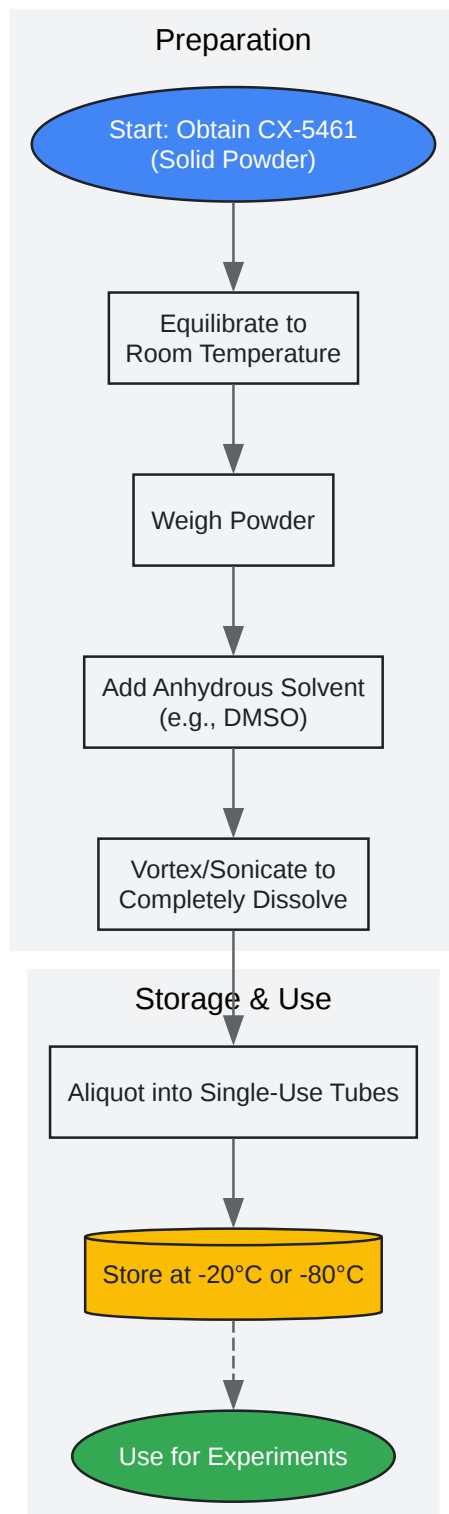 Preparation
Start: Obtain CX-5461
(Solid Powder)
Equilibrate to
Room Temperature
Weigh Powder
Add Anhydrous Solvent
(e.g., DMSO)
Vortex/Sonicate to
Completely Dissolve
Storage & Use
Aliquot into Single-Use Tubes
Store at -20°C or -80°C
Use for Experiments